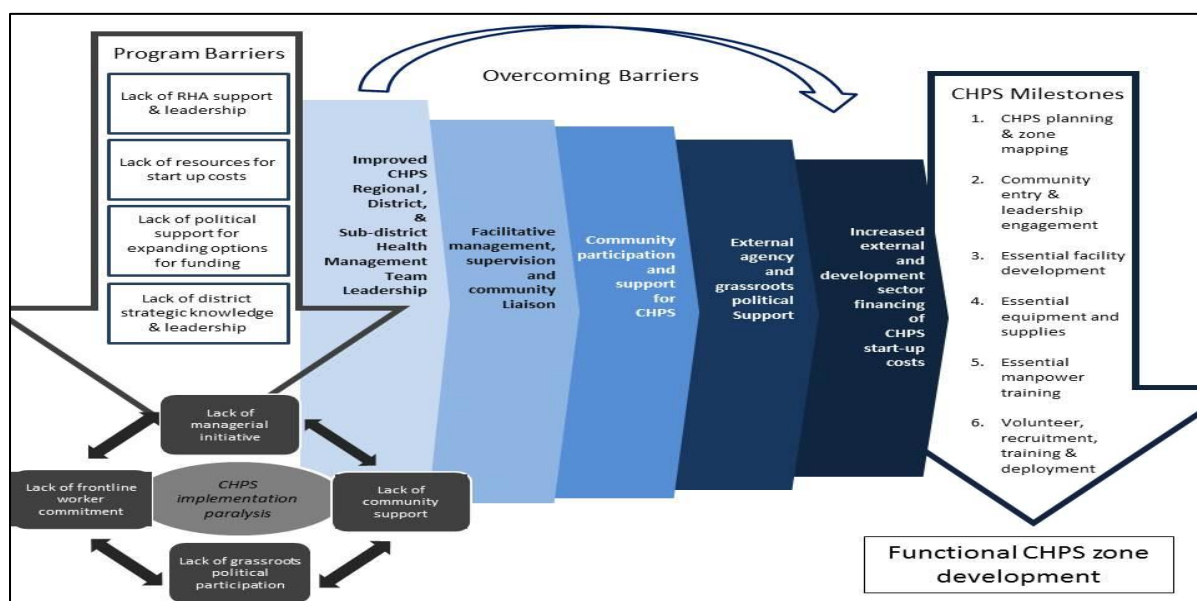 Program Barriers
Lack of RHA support
& leadership
Lack of resources for
start up costs
Lack of political
support for
expanding options
for funding
Lack of district
strategic knowledge
& leadership
Lack of
managerial
initiative
Lack of frontline
worker
commitment
CHPS
implementation
paralysis
Lack of
community
support
Lack of grassroots
political
participation
Overcoming Barriers
Improved
CHPS
Regional ,
District,
&
Sub-district
Health
Management
Team
Leadership
Facilitative
management,
supervision
and
community
Liaison
Community
participation
and
support
for
CHPS
External
agency
and
grassroots
political
Support
Increased
external
and
development
sector
financing
of
CHPS
start-up
costs
CHPS Milestones
1. CHPS planning
& zone
mapping
2. Community
entry &
leadership
engagement
3. Essential facility
development
4. Essential
equipment and
supplies
5. Essential
manpower
training
6. Volunteer,
recruitment,
training &
deployment
Functional CHPS zone
development